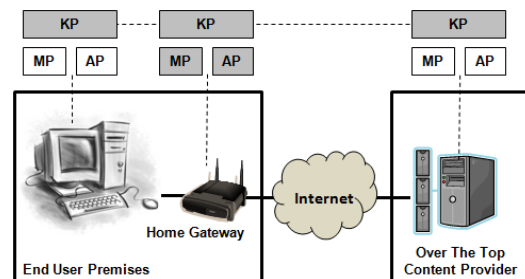 KP KP KP
MP AP MP AP MP AP
Internet
Home Gateway
End User Premises
Over The Top
Content Provider